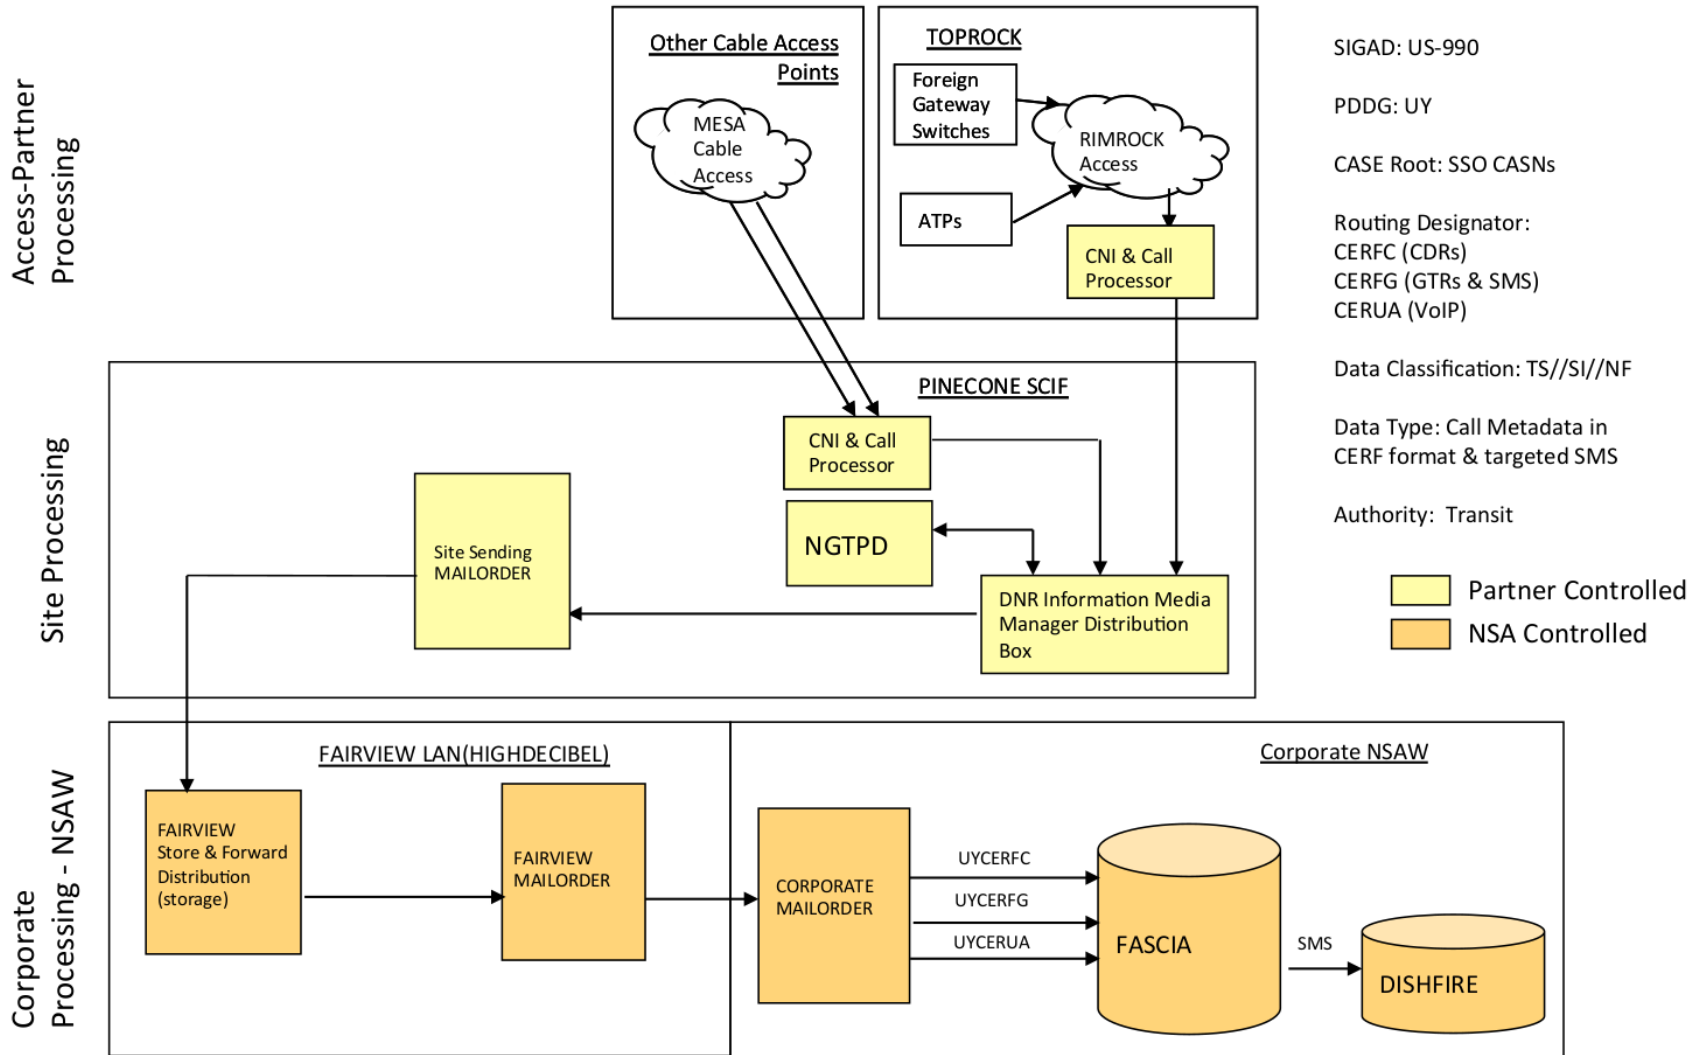 Access-Partner
Processing
Other Cable Access
Points
MESA
Cable
Access
TOPROCK
Foreign
Gateway
Switches
RIMROCK
Access
ATPs
CNI & Call
Processor
SIGAD: US-990
PDDG: UY
CASE Root: SSO CASNs
Routing Designator:
CERFC (CDRs)
CERFG (GTRs & SMS)
CERUA (VoIP)
Data Classification: TS//SI//NF
Data Type: Call Metadata in
CERF format & targeted SMS
Authority: Transit
Partner Controlled
NSA Controlled
Site Processing
PINECONE SCIF
CNI & Call
Processor
NGTPD
Site Sending
MAILORDER
DNR Information Media
Manager Distribution
Box
Corporate
Processing - NSAW
FAIRVIEW LAN(HIGHDECIBEL)
FAIRVIEW
Store & Forward
Distribution
(storage)
FAIRVIEW
MAILORDER
Corporate NSAW
CORPORATE
MAILORDER
UYCERFC
UYCERFG
UYCERUA
FASCIA
SMS
DISHFIRE